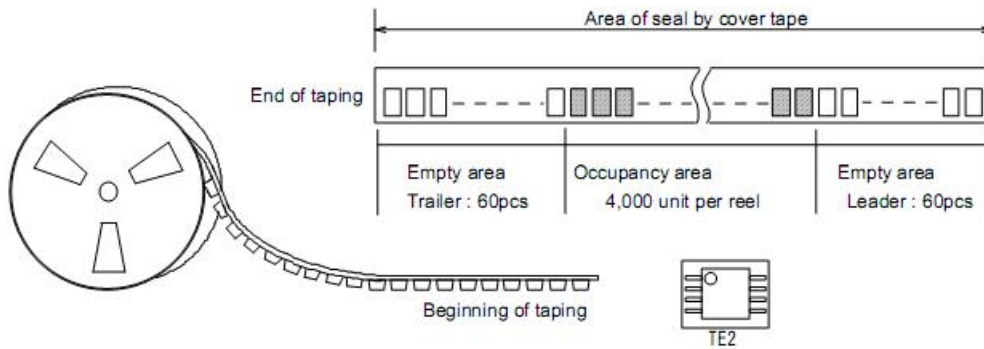 Area of seal by cover tape
End of taping
Empty area
Trailer : 60pcs
Occupancy area
4,000 unit per reel
Empty area
Leader : 60pcs
Beginning of taping
TE2